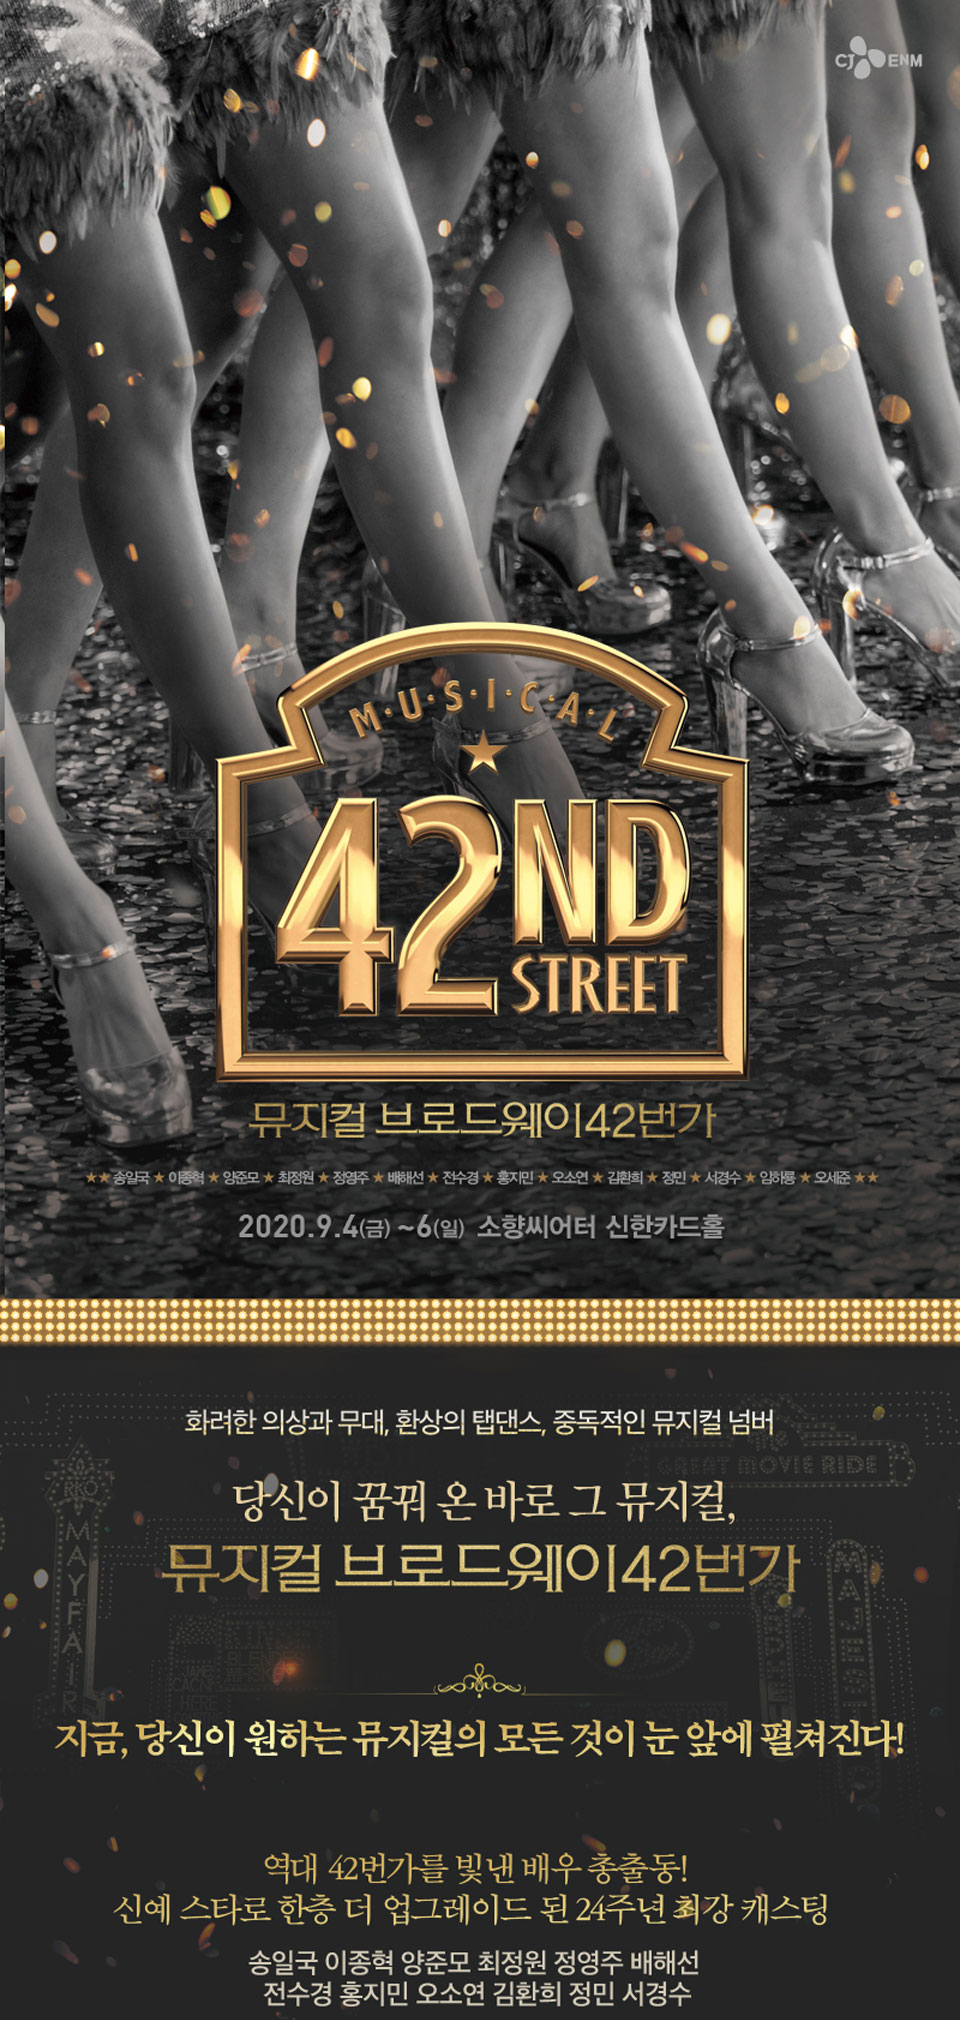 CJ ENM
M·U·S·I·C·A·L
42ND
STREET
뮤지컬 브로드웨이42번가
★★송일국 ★ 이종혁 ★ 양준모 ★ 최정원 ★ 정영주 ★ 배해선 ★ 전수경 ★ 홍지민 ★ 오소연 ★ 김환희 ★ 정민 ★ 서경수 ★ 임하룡 ★ 오세준 ★★
2020.9.4(금) ~6(일) 소향씨어터 신한카드홀
화려한 의상과 무대, 환상의 탭댄스, 중독적인 뮤지컬 넘버
GREAT MOVIE RIDE
당신이 꿈꿔 온 바로 그 뮤지컬,
RKO
MAYFAIR
뮤지컬 브로드웨이42번가
지금, 당신이 원하는 뮤지컬의 모든 것이 눈 앞에 펼쳐진다!
역대 42번가를 빛낸 배우 총출동!
신예 스타로 한층 더 업그레이드 된 24주년 최강 캐스팅
송일국 이종혁 양준모 최정원 정영주 배해선
전수경 홍지민 오소연 김환희 정민 서경수